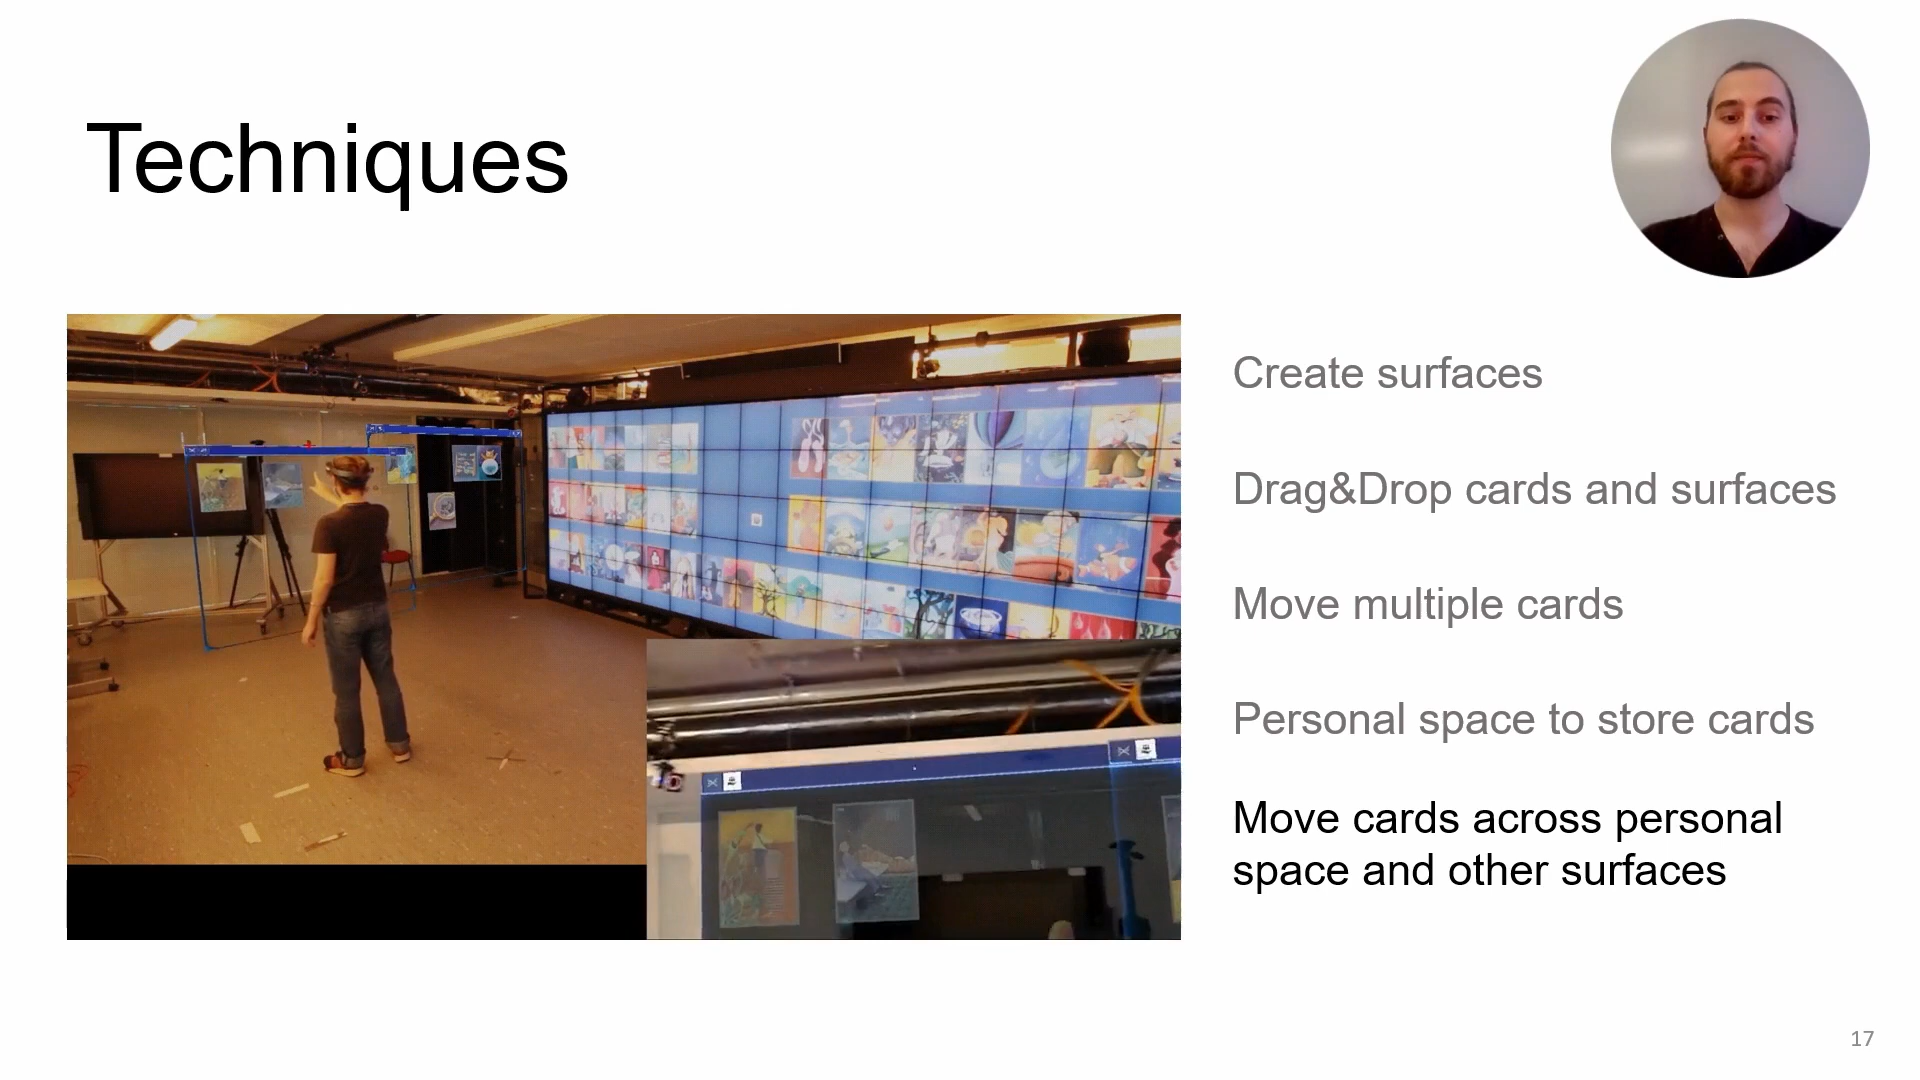 Techniques
Create surfaces
Drag&Drop cards and surfaces
Move multiple cards
Personal space to store cards
Move cards across personal
space and other surfaces
17